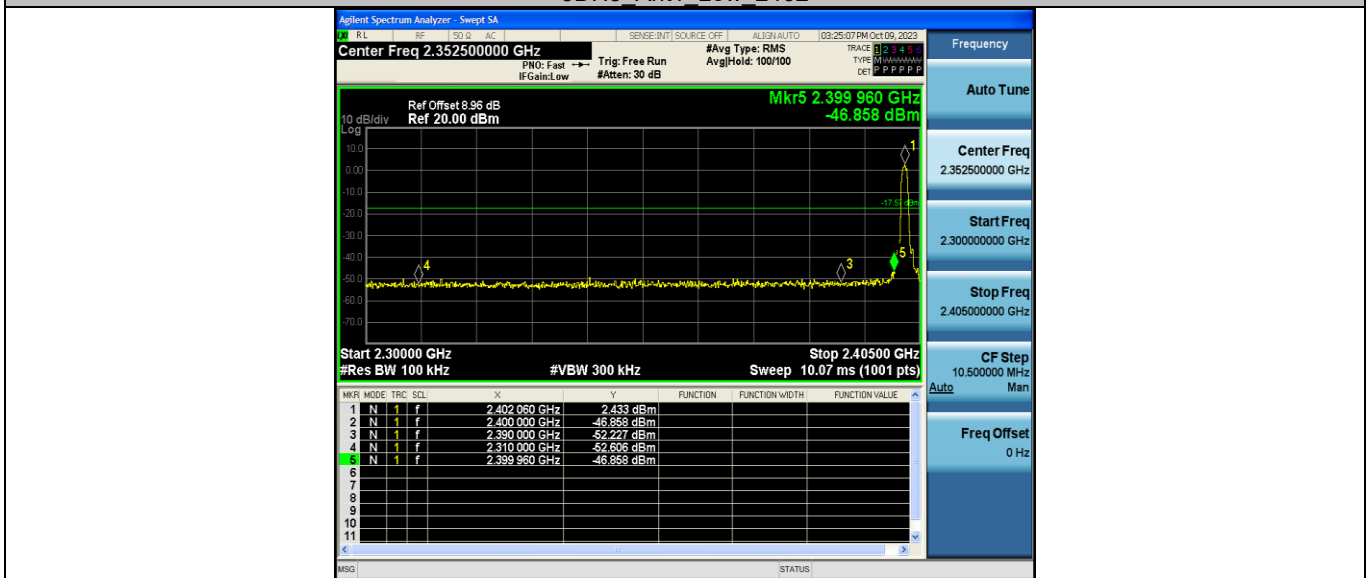 Agilent Spectrum Analyzer - Swept SA
RL RF 50 Ω AC SENSE:INT SOURCE OFF ALIGN AUTO 03:25:07 PM Oct 09, 2023
Center Freq 2.352500000 GHz
PNO: Fast
IFGain:Low
Trig: Free Run
#Atten: 30 dB
#Avg Type: RMS
Avg|Hold: 100/100
TRACE 1 2 3 4 5 6
TYPE M
DET P P P P P P
Mkr5 2.399 960 GHz
-46.858 dBm
Ref Offset 8.96 dB
10 dB/div Ref 20.00 dBm
Log
10.0
0.00
-10.0
-20.0
-30.0
-40.0
-50.0
-60.0
-70.0
1
5
3
4
Start 2.30000 GHz Stop 2.40500 GHz
#Res BW 100 kHz #VBW 300 kHz Sweep 10.07 ms (1001 pts)
MKR MODE TRC SCL X Y FUNCTION FUNCTION WIDTH FUNCTION VALUE
1 N 1 f 2.402 060 GHz 2.433 dBm
2 N 1 f 2.400 000 GHz -46.858 dBm
3 N 1 f 2.390 000 GHz -52.227 dBm
4 N 1 f 2.310 000 GHz -52.606 dBm
5 N 1 f 2.399 960 GHz -46.858 dBm
6
7
8
9
10
11
MSG STATUS
Frequency
Auto Tune
Center Freq
2.352500000 GHz
Start Freq
2.300000000 GHz
Stop Freq
2.405000000 GHz
CF Step
10.500000 MHz
Auto Man
Freq Offset
0 Hz